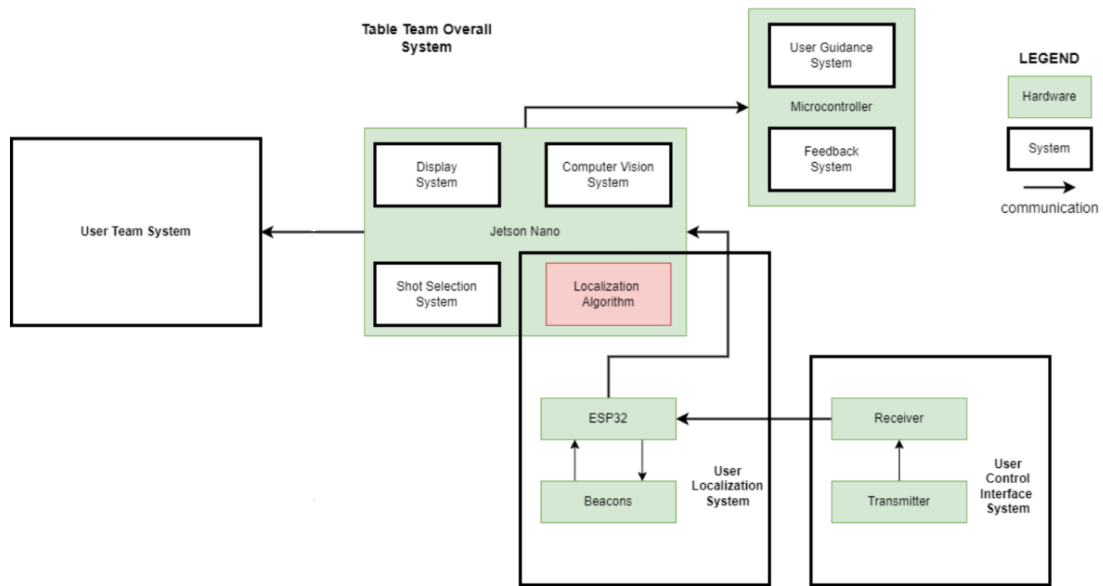 Table Team Overall
System
User Guidance
System
Microcontroller
Feedback
System
LEGEND
Hardware
System
communication
User Team System
Display
System
Computer Vision
System
Jetson Nano
Shot Selection
System
Localization
Algorithm
ESP32
Beacons
User
Localization
System
Receiver
Transmitter
User
Control
Interface
System